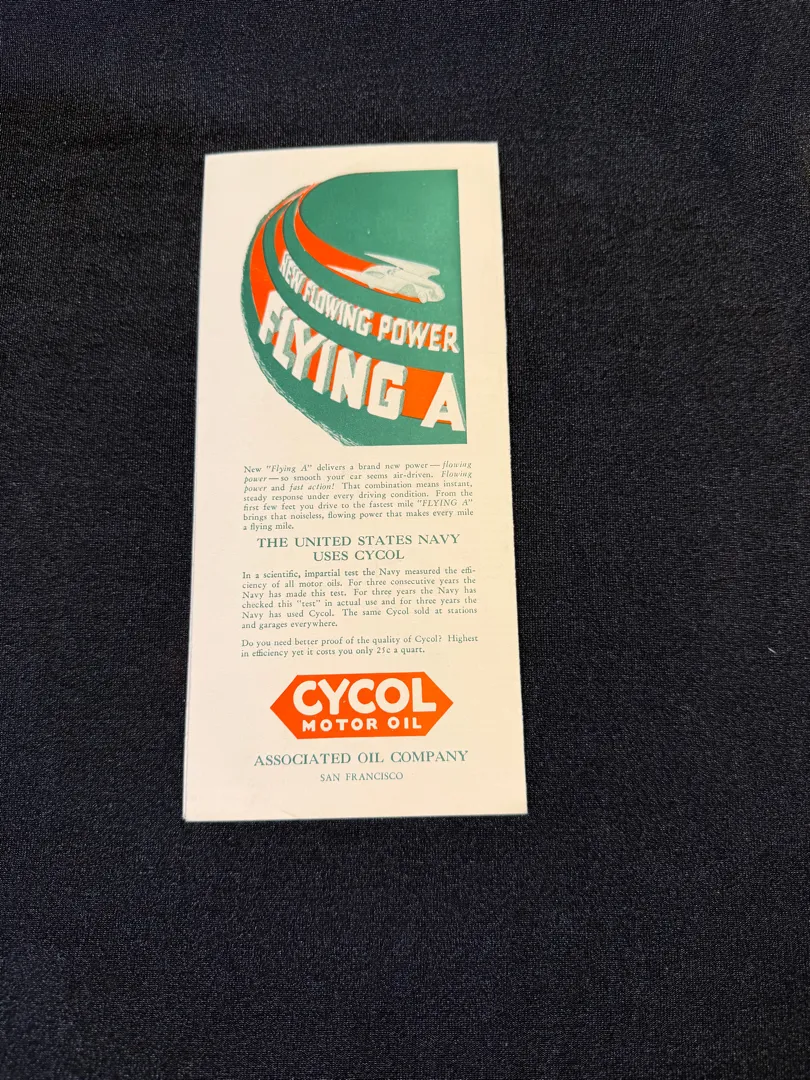 NEW FLOWING POWER
FLYING A
New "Flying A" delivers a brand new power — flowing
power — so smooth your car seems air-driven. Flowing
power and fast action! That combination means instant,
steady response under every driving condition. From the
first few feet you drive to the fastest mile "FLYING A"
brings that noiseless, flowing power that makes every mile
a flying mile.
THE UNITED STATES NAVY
USES CYCOL
In a scientific, impartial test the Navy measured the effi-
ciency of all motor oils. For three consecutive years the
Navy has made this test. For three years the Navy has
checked this "test" in actual use and for three years the
Navy has used Cycol. The same Cycol sold at stations
and garages everywhere.
Do you need better proof of the quality of Cycol? Highest
in efficiency yet it costs you only 25c a quart.
CYCOL
MOTOR OIL
ASSOCIATED OIL COMPANY
SAN FRANCISCO